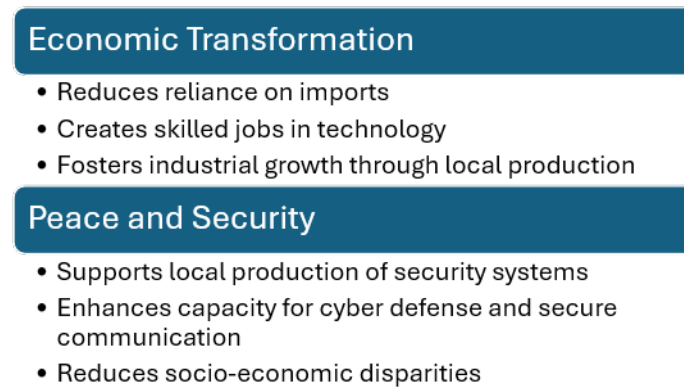 Economic Transformation
• Reduces reliance on imports
• Creates skilled jobs in technology
• Fosters industrial growth through local production
Peace and Security
• Supports local production of security systems
• Enhances capacity for cyber defense and secure
communication
• Reduces socio-economic disparities